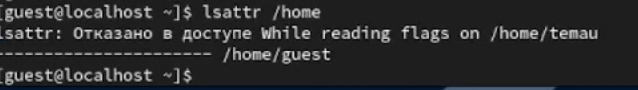 [guest@localhost ~]$ lsattr /home
lsattr: Отказано в доступе While reading flags on /home/temau
---------------------- /home/guest
[guest@localhost ~]$